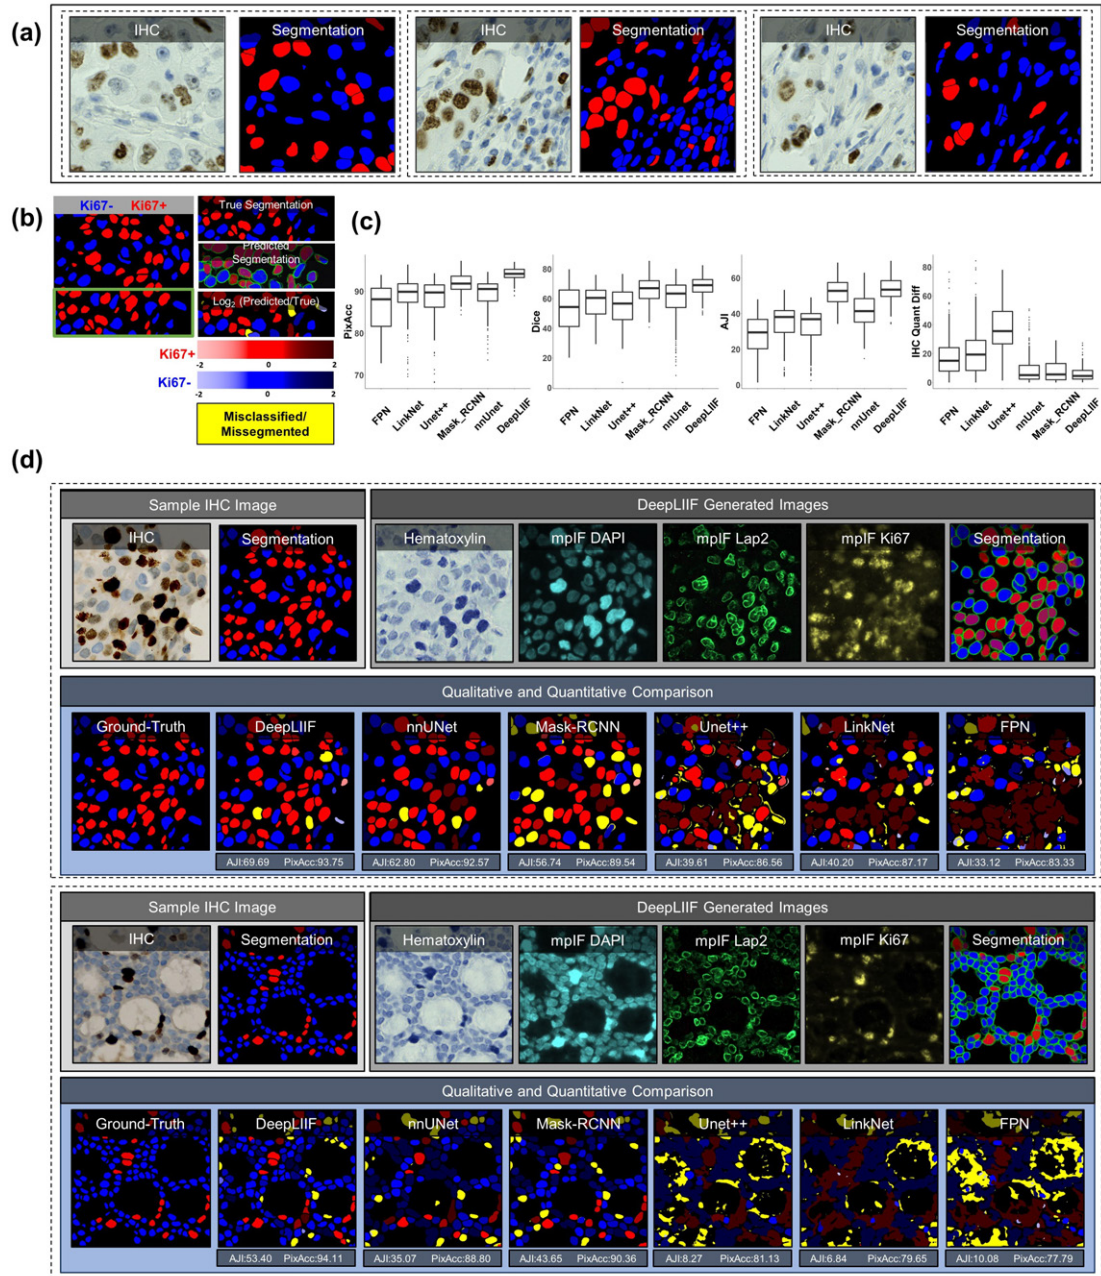 (a)
IHC Segmentation IHC Segmentation IHC Segmentation
(b)
Ki67- Ki67+
True Segmentation
Predicted
Segmentation
Log2 (Predicted/True)
Ki67+
-2 0 2
Ki67-
-2 0 2
Misclassified/
Missegmented
(c)
PixAcc
90
80
70
FPN LinkNet Unet++ Mask_RCNN nnUnet DeepLIIF
Dice
80
60
40
20
0
FPN LinkNet Unet++ Mask_RCNN nnUnet DeepLIIF
AJI
60
40
20
0
FPN LinkNet Unet++ Mask_RCNN nnUnet DeepLIIF
IHC Quant Diff
80
60
40
20
0
FPN LinkNet Unet++ nnUnet Mask_RCNN DeepLIIF
(d)
Sample IHC Image
DeepLIIF Generated Images
IHC Segmentation Hematoxylin mpIF DAPI mpIF Lap2 mpIF Ki67 Segmentation
Qualitative and Quantitative Comparison
Ground-Truth DeepLIIF nnUNet Mask-RCNN Unet++ LinkNet FPN
AJI:69.69 PixAcc:93.75 AJI:62.80 PixAcc:92.57 AJI:56.74 PixAcc:89.54 AJI:39.61 PixAcc:86.56 AJI:40.20 PixAcc:87.17 AJI:33.12 PixAcc:83.33
Sample IHC Image
DeepLIIF Generated Images
IHC Segmentation Hematoxylin mpIF DAPI mpIF Lap2 mpIF Ki67 Segmentation
Qualitative and Quantitative Comparison
Ground-Truth DeepLIIF nnUNet Mask-RCNN Unet++ LinkNet FPN
AJI:53.40 PixAcc:94.11 AJI:35.07 PixAcc:88.80 AJI:43.65 PixAcc:90.36 AJI:8.27 PixAcc:81.13 AJI:6.84 PixAcc:79.65 AJI:10.08 PixAcc:77.79